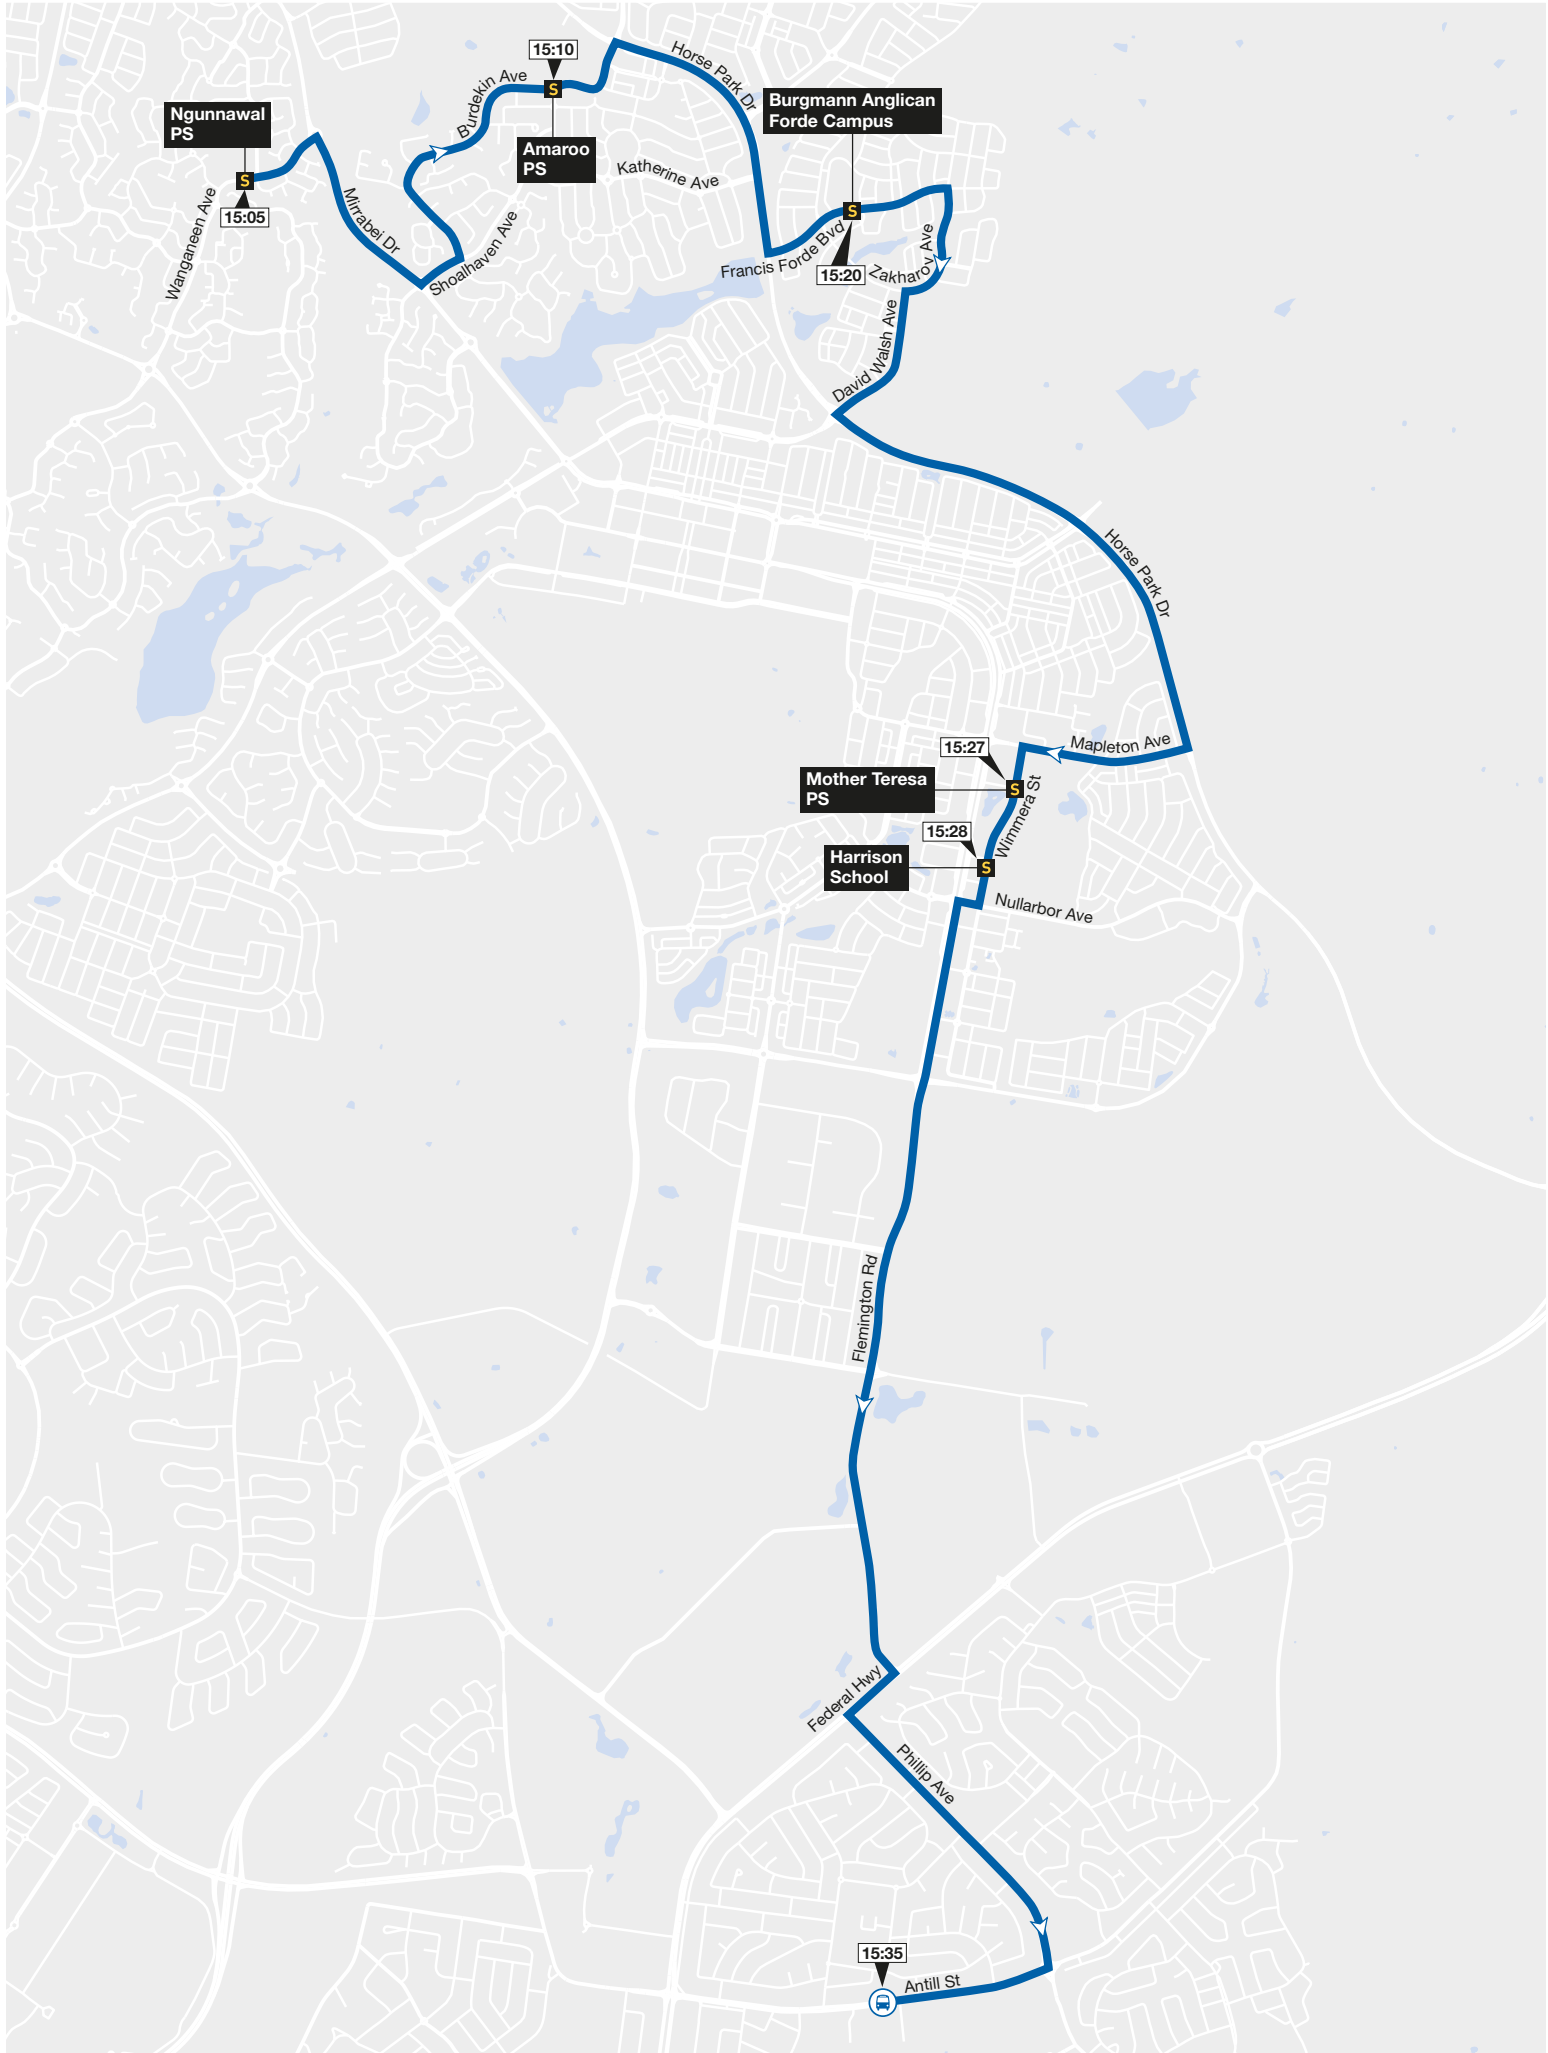 15:10
Horse Park Dr
Burdekin Ave
S
Burgmann Anglican
Forde Campus
Ngunnawal
PS
Amaroo
PS
Katherine Ave
S
15:05
Wanganeen Ave
Mirrabei Dr
Shoalhaven Ave
S
Francis Forde Bvd
15:20
Zakharov Ave
David Walsh Ave
Horse Park Dr
15:27
Mapleton Ave
Mother Teresa
PS
S
Wimmera St
15:28
Harrison
School
S
Nullarbor Ave
Flemington Rd
Federal Hwy
Phillip Ave
15:35
Antill St